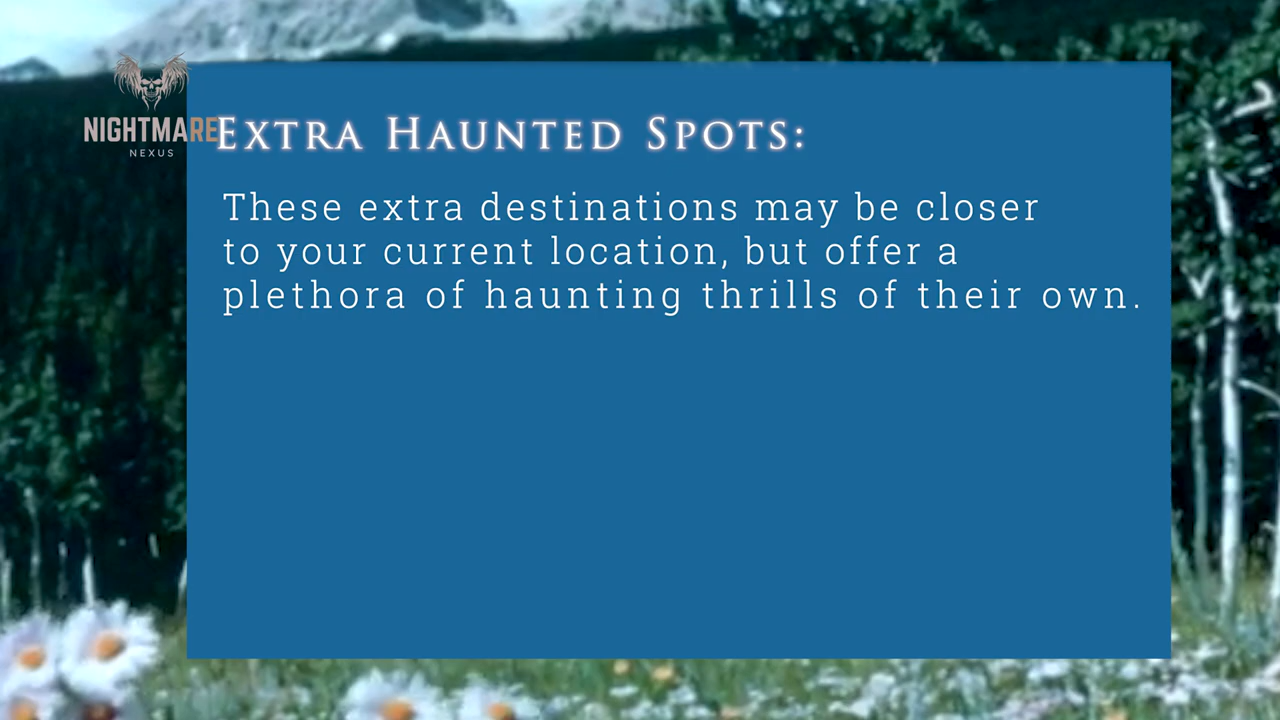 NIGHTMARE
NEXUS
Extra Haunted Spots:
These extra destinations may be closer
to your current location, but offer a
plethora of haunting thrills of their own.